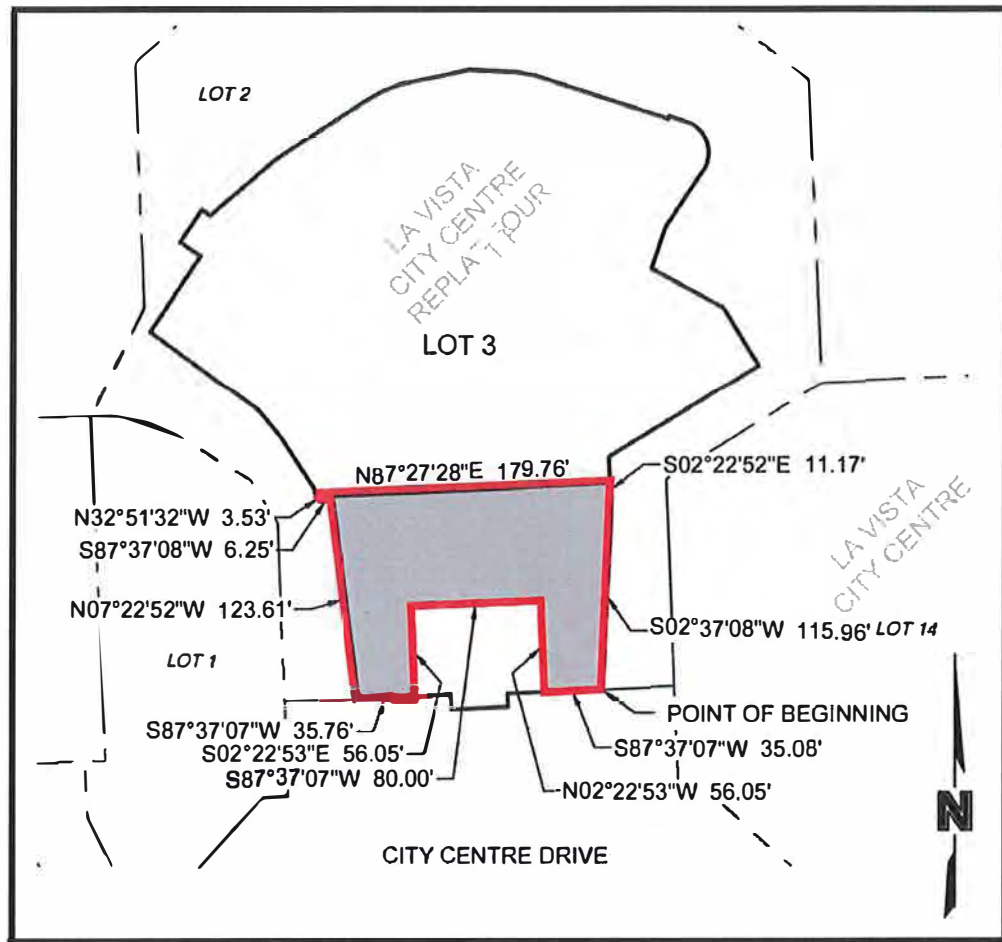 LOT 2
LA VISTA
CITY CENTRE
LOT 3
N87°27'28"E 179.76'
S02°22'52"E 11.17'
N32°51'32"W 3.53'
S87°37'08"W 6.25'
LA VISTA
CITY CENTRE
N07°22'52"W 123.61'
S02°37'08"W 115.96'
LOT 14
LOT 1
POINT OF BEGINNING
S87°37'07"W 35.76'
S02°22'53"E 56.05'
S87°37'07"W 35.08'
S87°37'07"W 80.00'
N02°22'53"W 56.05'
CITY CENTRE DRIVE
N